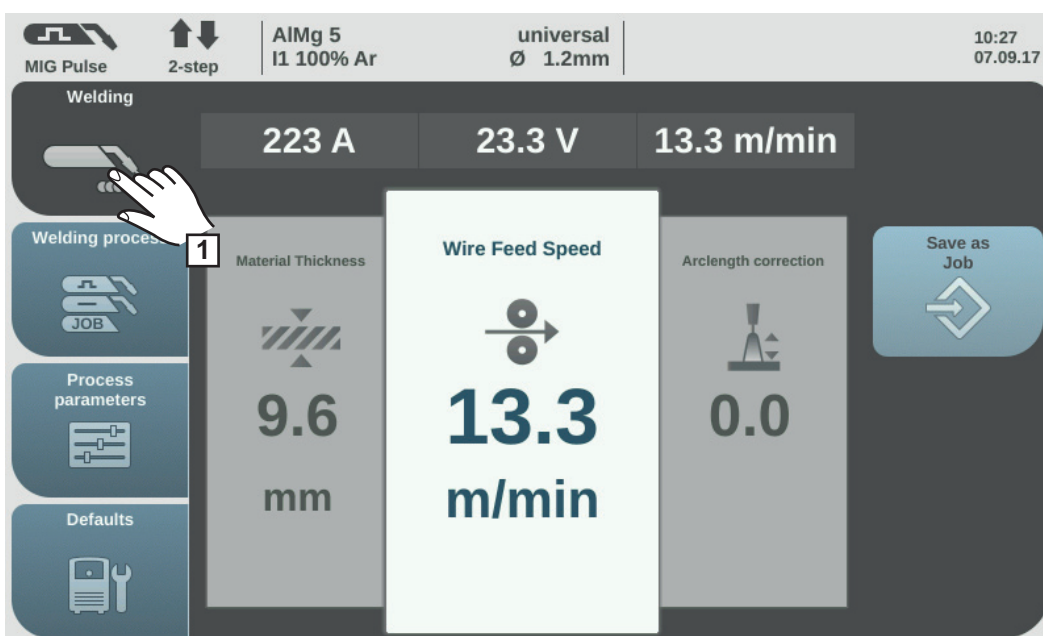 MIG Pulse
2-step
AlMg 5
I1 100% Ar
universal
Ø 1.2mm
10:27
07.09.17
Welding
223 A
23.3 V
13.3 m/min
Welding proces
1
Process
parameters
JOB
Defaults
Material Thickness
9.6
mm
Wire Feed Speed
13.3
m/min
Arclength correction
0.0
Save as
Job